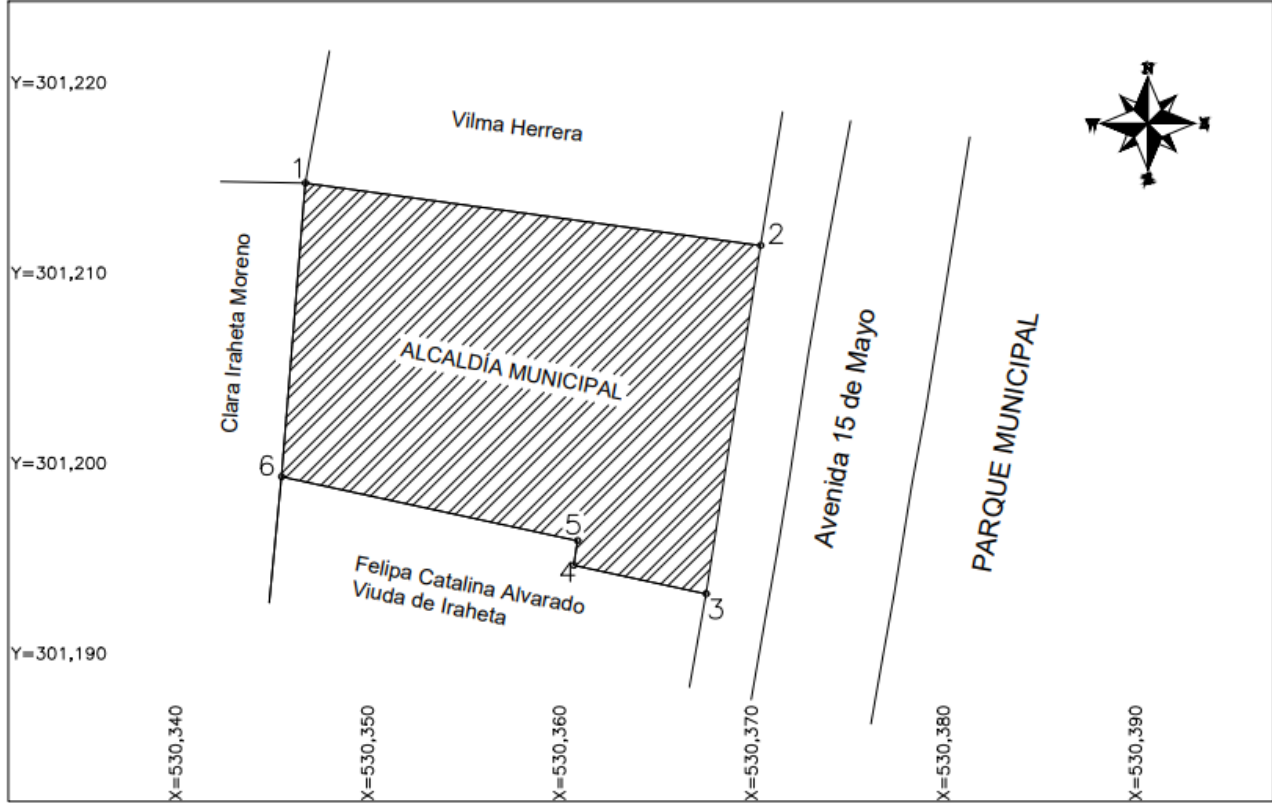 Y=301,220
Vilma Herrera
N
1
2
W
S
Y=301,210
Clara Iraheta Moreno
ALCALDÍA MUNICIPAL
Avenida 15 de Mayo
PARQUE MUNICIPAL
Y=301,200
6
5
4
3
Felipa Catalina Alvarado
Viuda de Iraheta
Y=301,190
X=530,340
X=530,350
X=530,360
X=530,370
X=530,380
X=530,390